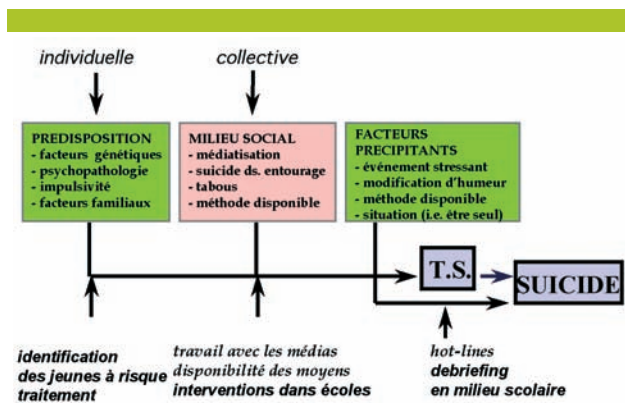 individuelle
collective
PREDISPOSITION
- facteurs génétiques
- psychopathologie
- impulsivité
- facteurs familiaux
MILIEU SOCIAL
- médiatisation
- suicide ds. entourage
- tabous
- méthode disponible
FACTEURS
PRECIPITANTS
- événement stressant
- modification d'humeur
- méthode disponible
- situation (i.e. être seul)
T.S.
SUICIDE
identification
des jeunes à risque
traitement
travail avec les médias
disponibilité des moyens
interventions dans écoles
hot-lines
debriefing
en milieu scolaire